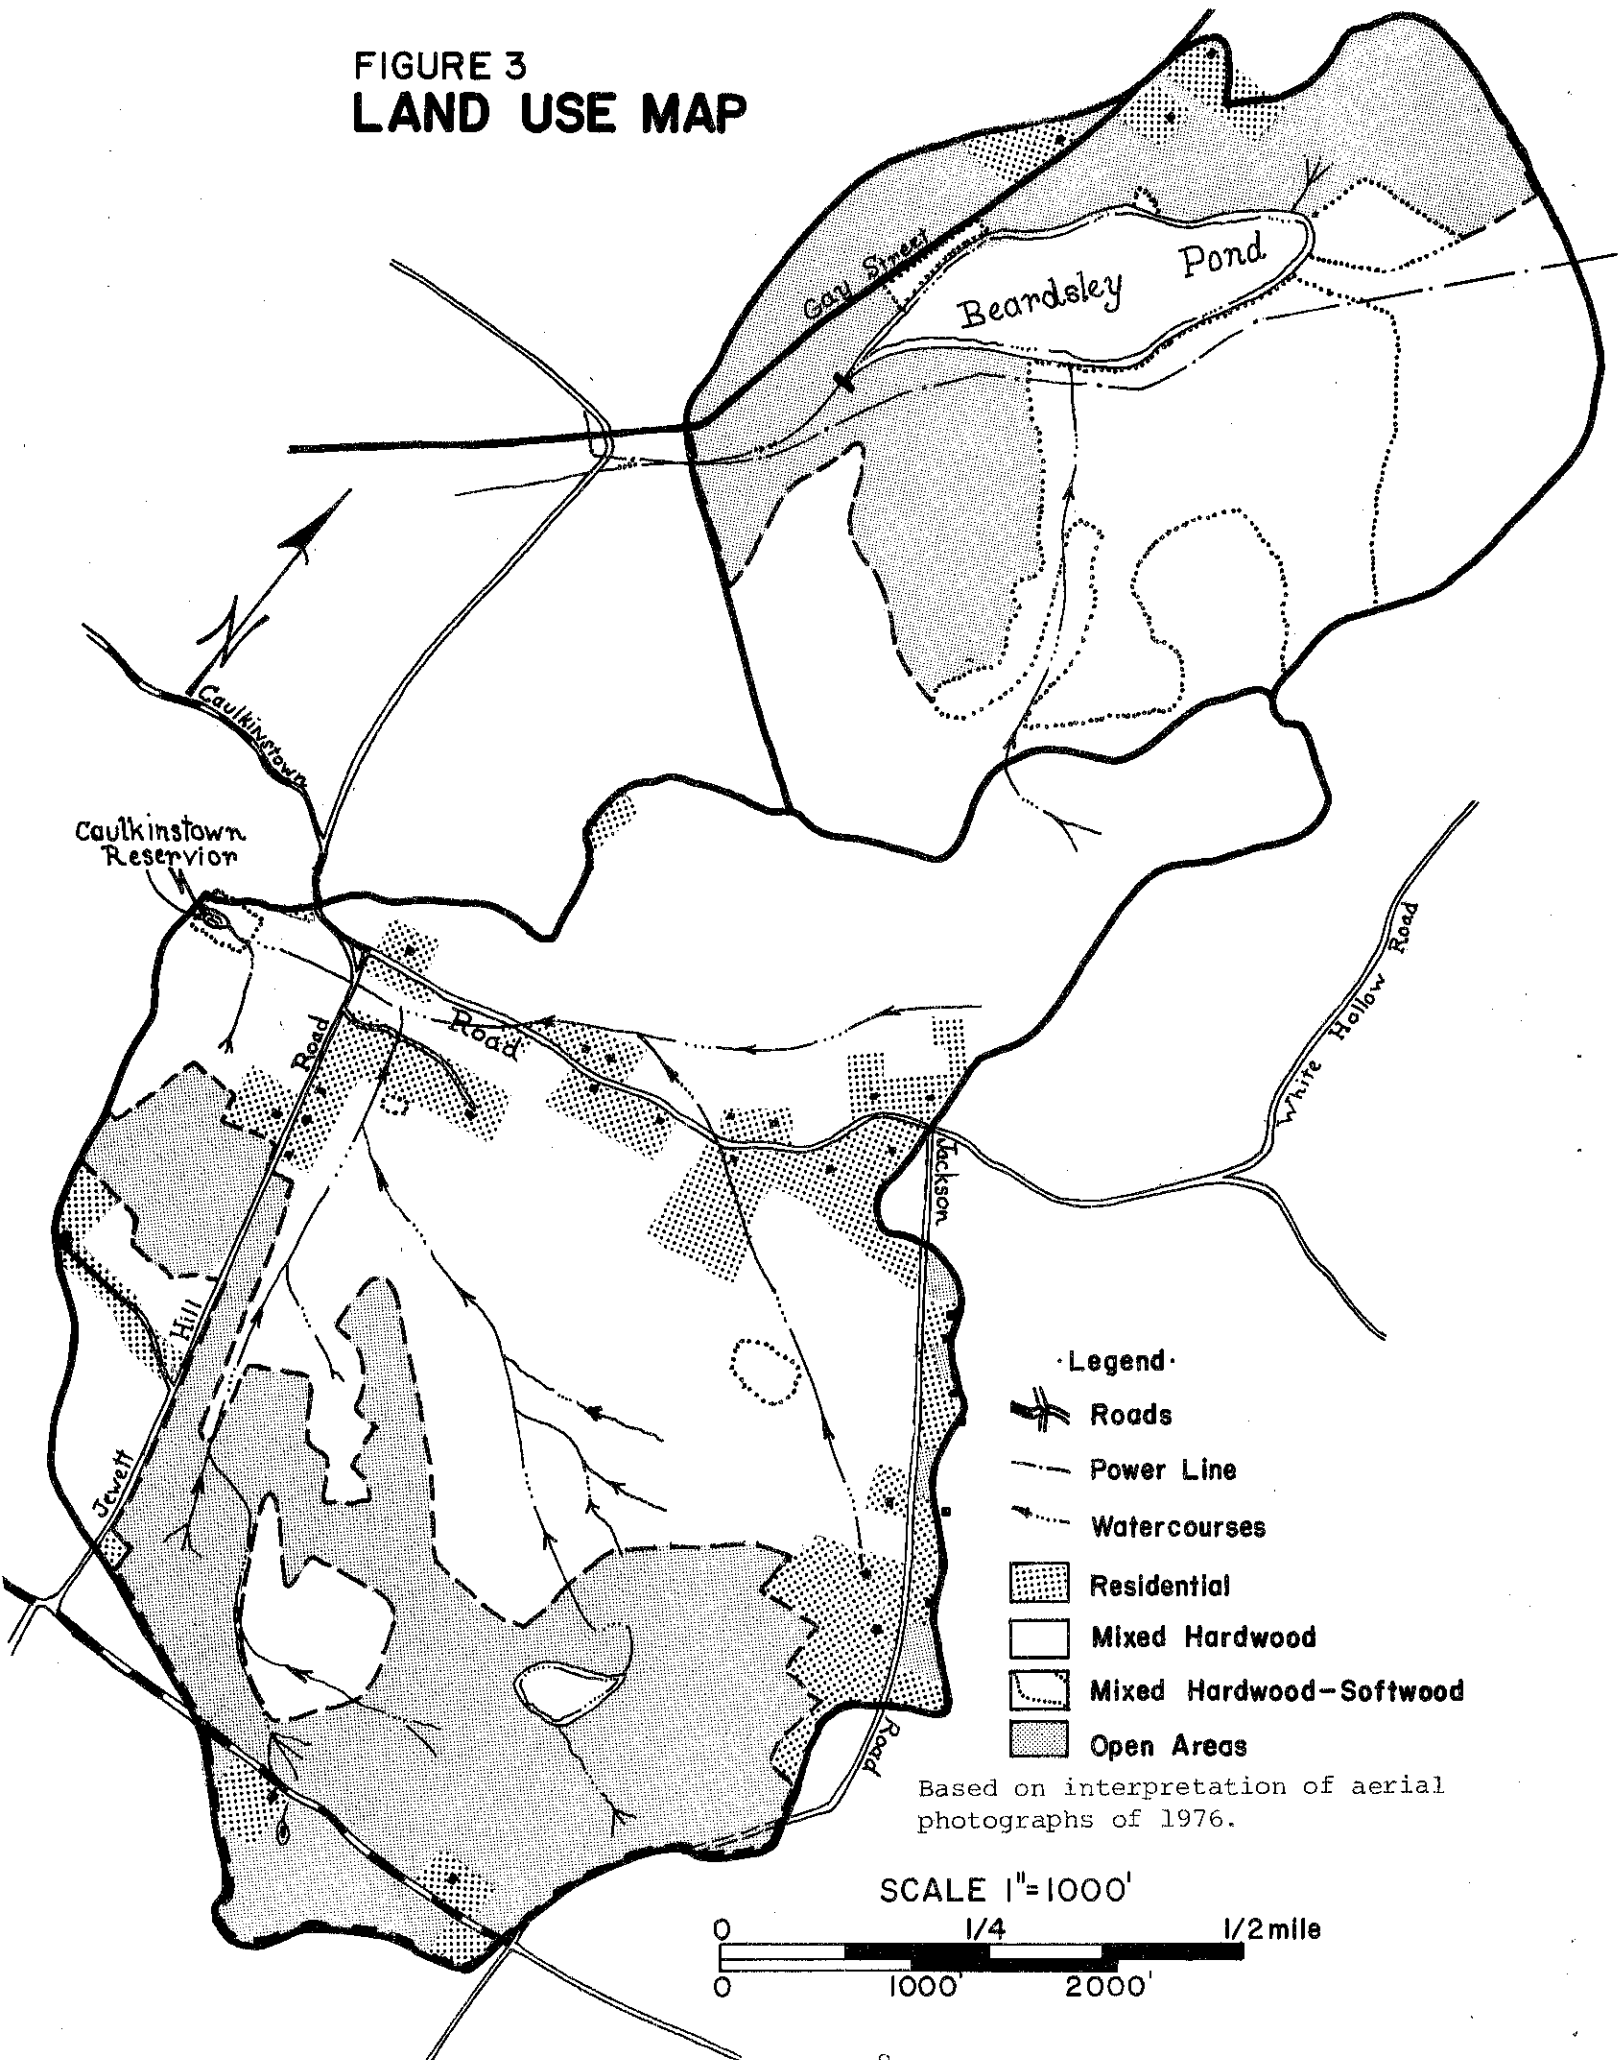 FIGURE 3
LAND USE MAP
Gay Street
Beardsley Pond
N
Caulkinstown
Caulkinstown
Reservior
Road
Road
White Hollow Road
Jackson
Hill
Jewett
Road
·Legend·
Roads
Power Line
Watercourses
Residential
Mixed Hardwood
Mixed Hardwood-Softwood
Open Areas
Based on interpretation of aerial
photographs of 1976.
SCALE 1"=1000'
0 1/4 1/2 mile
0 1000' 2000'